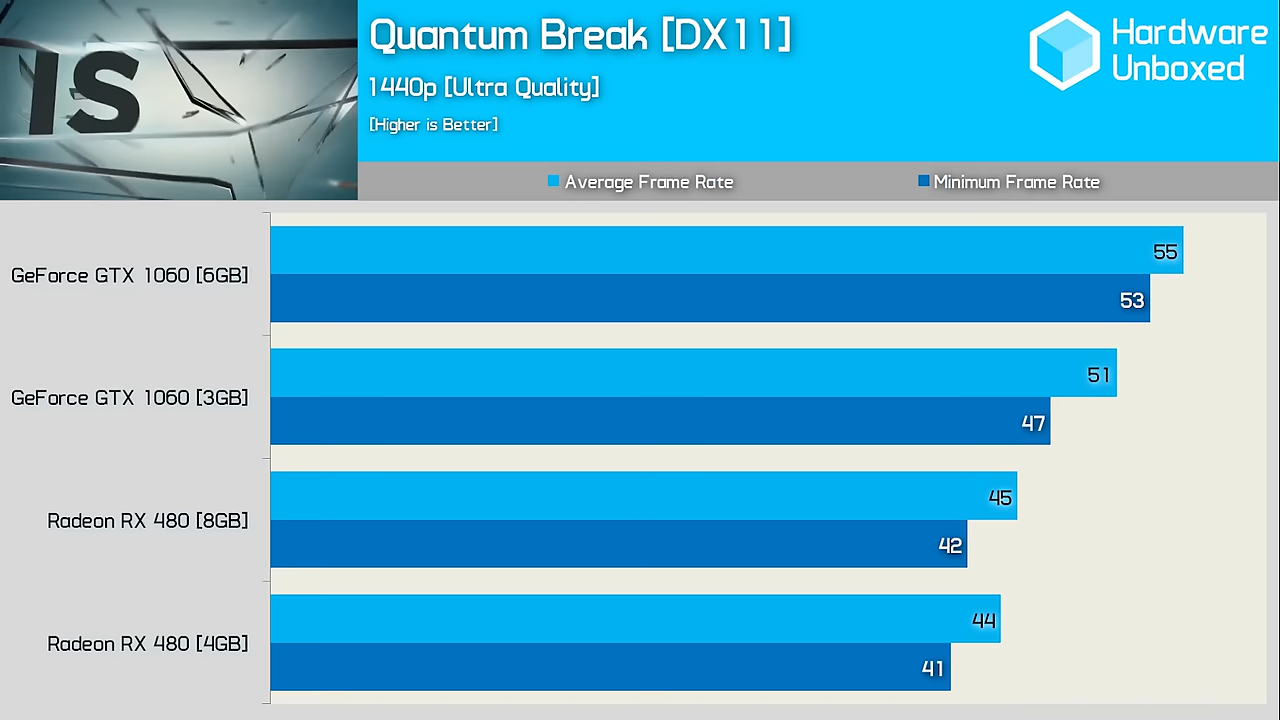 IS
Quantum Break [DX11]
1440p [Ultra Quality]
[Higher is Better]
Hardware
Unboxed
Average Frame Rate
Minimum Frame Rate
GeForce GTX 1060 [6GB]
55
53
GeForce GTX 1060 [3GB]
51
47
Radeon RX 480 [8GB]
45
42
Radeon RX 480 [4GB]
44
41